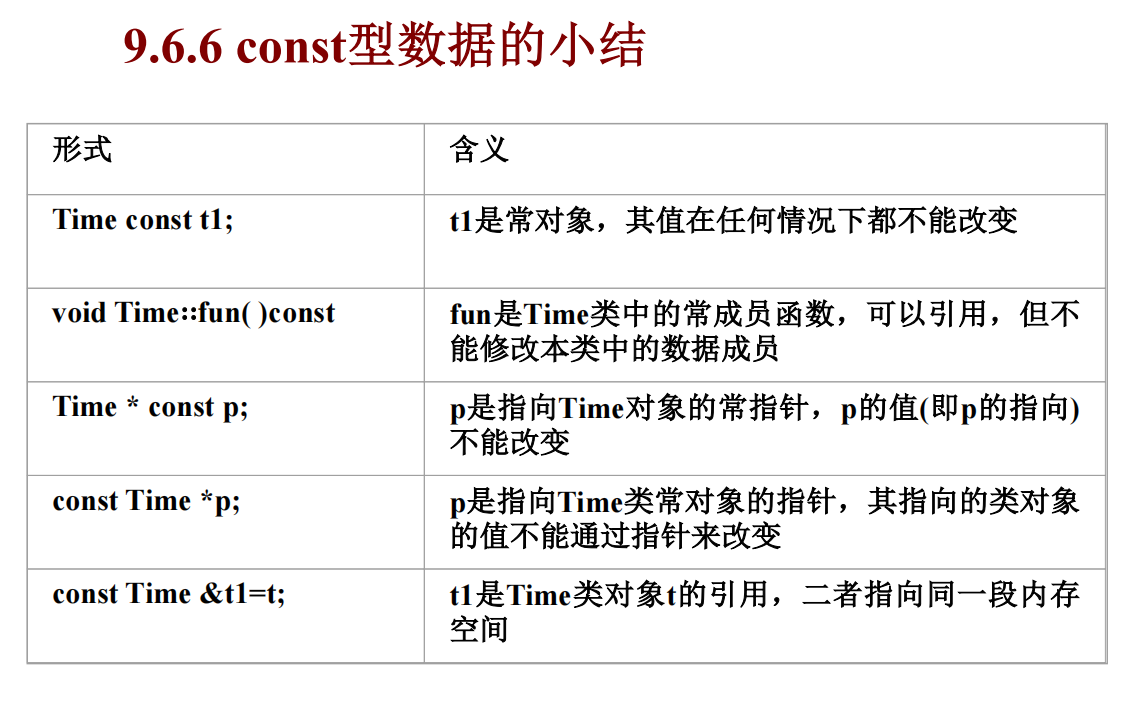 9.6.6 const型数据的小结
形式
含义
Time const t1;
t1是常对象，其值在任何情况下都不能改变
void Time::fun( )const
fun是Time类中的常成员函数，可以引用，但不
能修改本类中的数据成员
Time * const p;
p是指向Time对象的常指针，p的值(即p的指向)
不能改变
const Time *p;
p是指向Time类常对象的指针，其指向的类对象
的值不能通过指针来改变
const Time &t1=t;
t1是Time类对象t的引用，二者指向同一段内存
空间